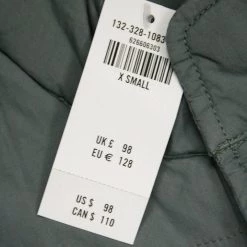 132-328-1083
626606303
X SMALL
UK £ 98
EU € 128
US $ 98
CAN $ 110